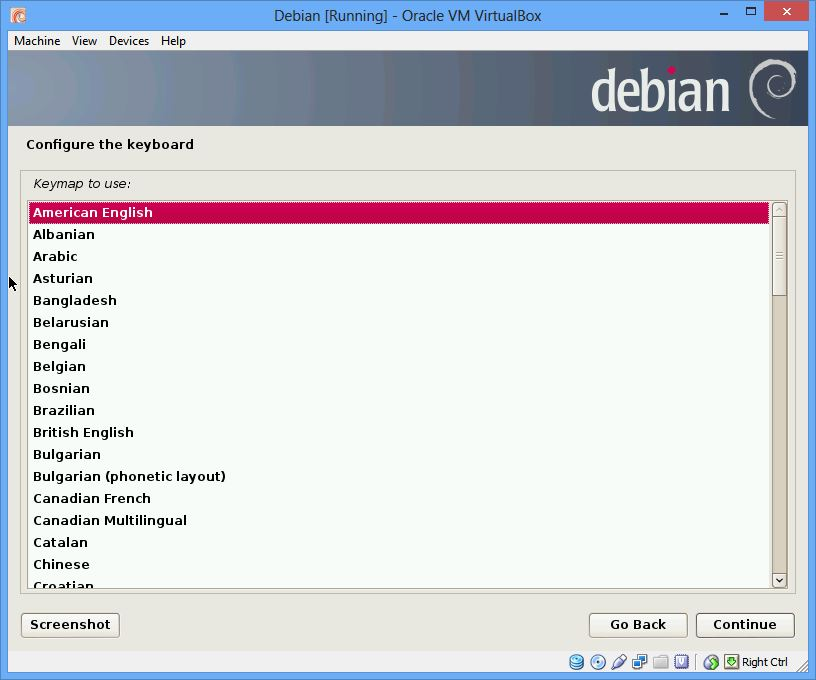 Debian [Running] - Oracle VM VirtualBox
Machine View Devices Help
debian
Configure the keyboard
Keymap to use:
American English
Albanian
Arabic
Asturian
Bangladesh
Belarusian
Bengali
Belgian
Bosnian
Brazilian
British English
Bulgarian
Bulgarian (phonetic layout)
Canadian French
Canadian Multilingual
Catalan
Chinese
Croatian
Screenshot Go Back Continue
Right Ctrl